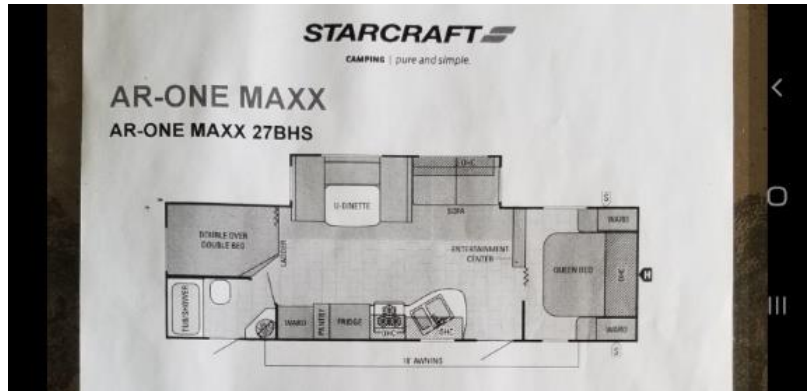 STARCRAFT
CAMPING | pure and simple.
AR-ONE MAXX
AR-ONE MAXX 27BHS
OHC
U-DINETTE
SOFA
S
WARD
DOUBLE OVER
DOUBLE BED
LADDER
ENTERTAINMENT
CENTER
QUEEN BED
OHC
H
TUB/SHOWER
WARD
PANTRY
FRIDGE
OHC
OHC
WARD
S
18' AWNING